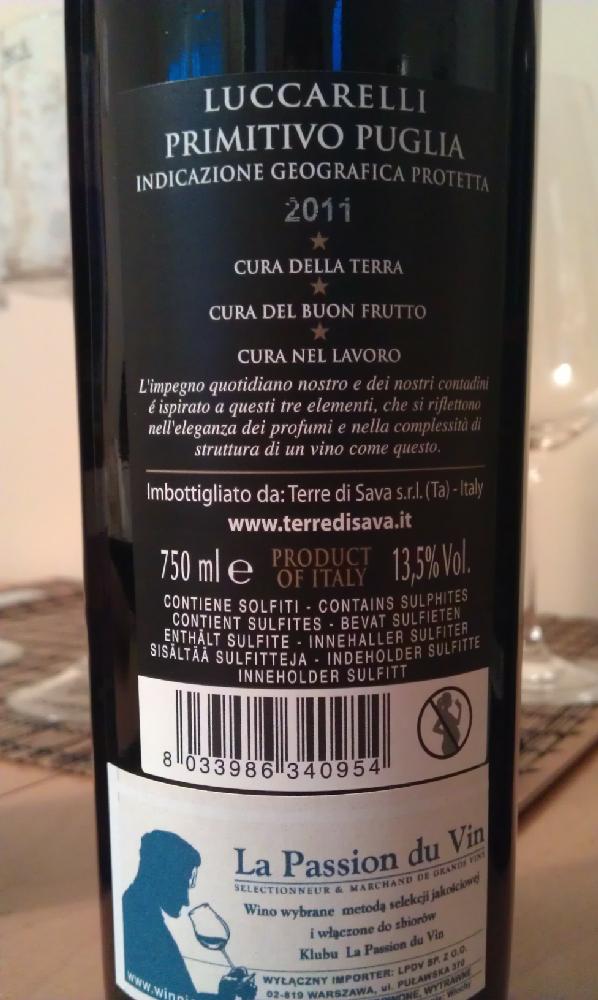 LUCCARELLI
PRIMITIVO PUGLIA
INDICAZIONE GEOGRAFICA PROTETTA
2011
CURA DELLA TERRA
CURA DEL BUON FRUTTO
CURA NEL LAVORO
L'impegno quotidiano nostro e dei nostri contadini
é ispirato a questi tre elementi, che si riflettono
nell'eleganza dei profumi e nella complessità di
struttura di un vino come questo.
Imbottigliato da: Terre di Sava s.r.l. (Ta) - Italy
www.terredisava.it
750 ml e PRODUCT OF ITALY 13,5% Vol.
CONTIENE SOLFITI - CONTAINS SULPHITES
CONTIENT SULFITES - BEVAT SULFIETEN
ENTHÄLT SULFITE - INNEHALLER SULFITER
SISÄLTÄÄ SULFITTEJA - INDEHOLDER SULFITTE
INNEHOLDER SULFITT
8 033986 340954
La Passion du Vin
SELECTIONNEUR & MARCHAND DE GRANDS VINS
Wino wybrane metodą selekcji jakościowej
i włączone do zbiorów
Klubu La Passion du Vin
WYŁĄCZNY IMPORTER: LPDV SP. Z O.O.
02-819 WARSZAWA, ul. PUŁAWSKA 370
CZERWONE, WYTRAWNE
Włochy